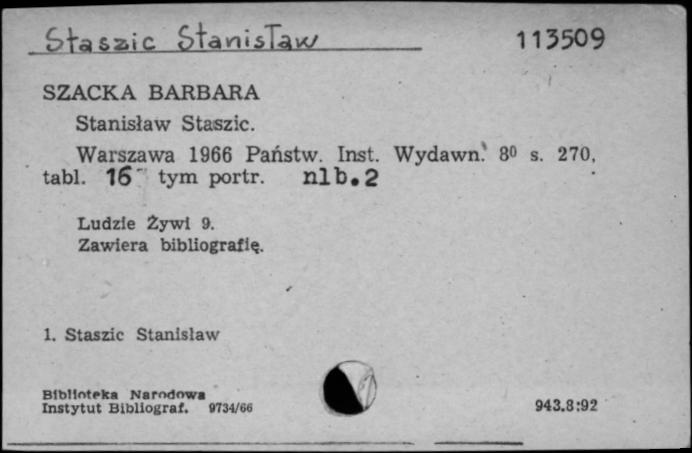 Staszic Stanisław 113509
SZACKA BARBARA
Stanisław Staszic.
Warszawa 1966 Państw. Inst. Wydawn. 8⁰ s. 270,
tabl. 16 tym portr. nlb.2
Ludzie Żywi 9.
Zawiera bibliografię.
1. Staszic Stanisław
Biblioteka Narodowa
Instytut Bibliograf. 9734/66 943.8:92